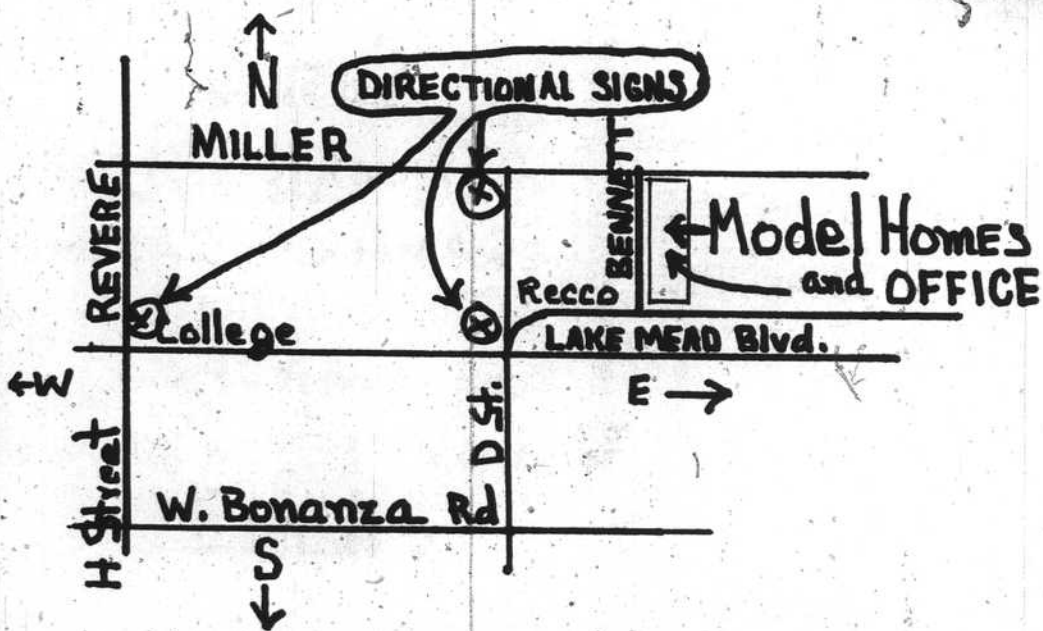 N
DIRECTIONAL SIGNS
MILLER
REVERE
BENNETT
Model Homes
and OFFICE
X
X
X
Recco
College
LAKE MEAD Blvd.
W
E
D St.
H Street
W. Bonanza Rd
S